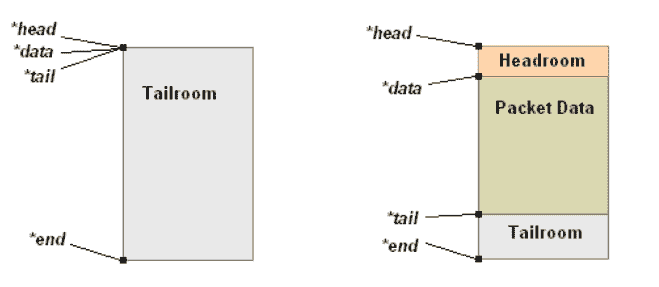 *head
*data
*tail
Tailroom
*end
*head
Headroom
*data
Packet Data
*tail
Tailroom
*end